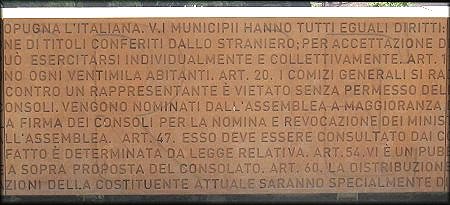 OPUGNA L'ITALIANA. V.I MUNICIPII HANNO TUTTI EGUALI DIRITTI:
NE DI TITOLI CONFERITI DALLO STRANIERO; PER ACCETTAZIONE D
UÒ ESERCITARSI INDIVIDUALMENTE E COLLETTIVAMENTE. ART. 1
NO OGNI VENTIMILA ABITANTI. ART. 20. I COMIZI GENERALI SI RA
CONTRO UN RAPPRESENTANTE È VIETATO SENZA PERMESSO DEL
ONSOLI. VENGONO NOMINATI DALL'ASSEMBLEA A MAGGIORANZA
A FIRMA DEI CONSOLI PER LA NOMINA E REVOCAZIONE DEI MINIS
ALL'ASSEMBLEA. ART. 47. ESSO DEVE ESSERE CONSULTATO DAI C
FATTO È DETERMINATA DA LEGGE RELATIVA. ART. 54. VI È UN PUB
A SOPRA PROPOSTA DEL CONSOLATO. ART. 60. LA DISTRIBUZIONE
ZIONI DELLA COSTITUENTE ATTUALE SARANNO SPECIALMENTE DI